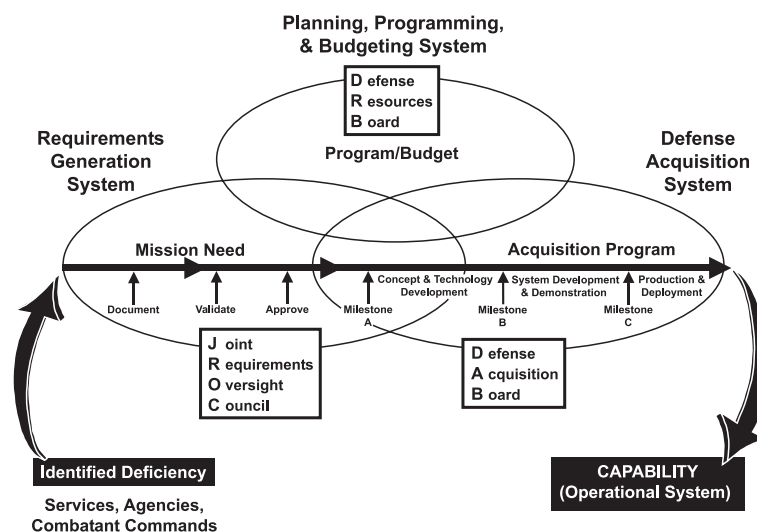 Planning, Programming,
& Budgeting System
D efense
R esources
B oard
Program/Budget
Requirements
Generation
System
Defense
Acquisition
System
Mission Need
Acquisition Program
Document
Validate
Approve
Milestone
A
Concept & Technology
Development
Milestone
B
System Development
& Demonstration
Milestone
C
Production &
Deployment
J oint
R equirements
O versight
C ouncil
D efense
A cquisition
B oard
Identified Deficiency
Services, Agencies,
Combatant Commands
CAPABILITY
(Operational System)